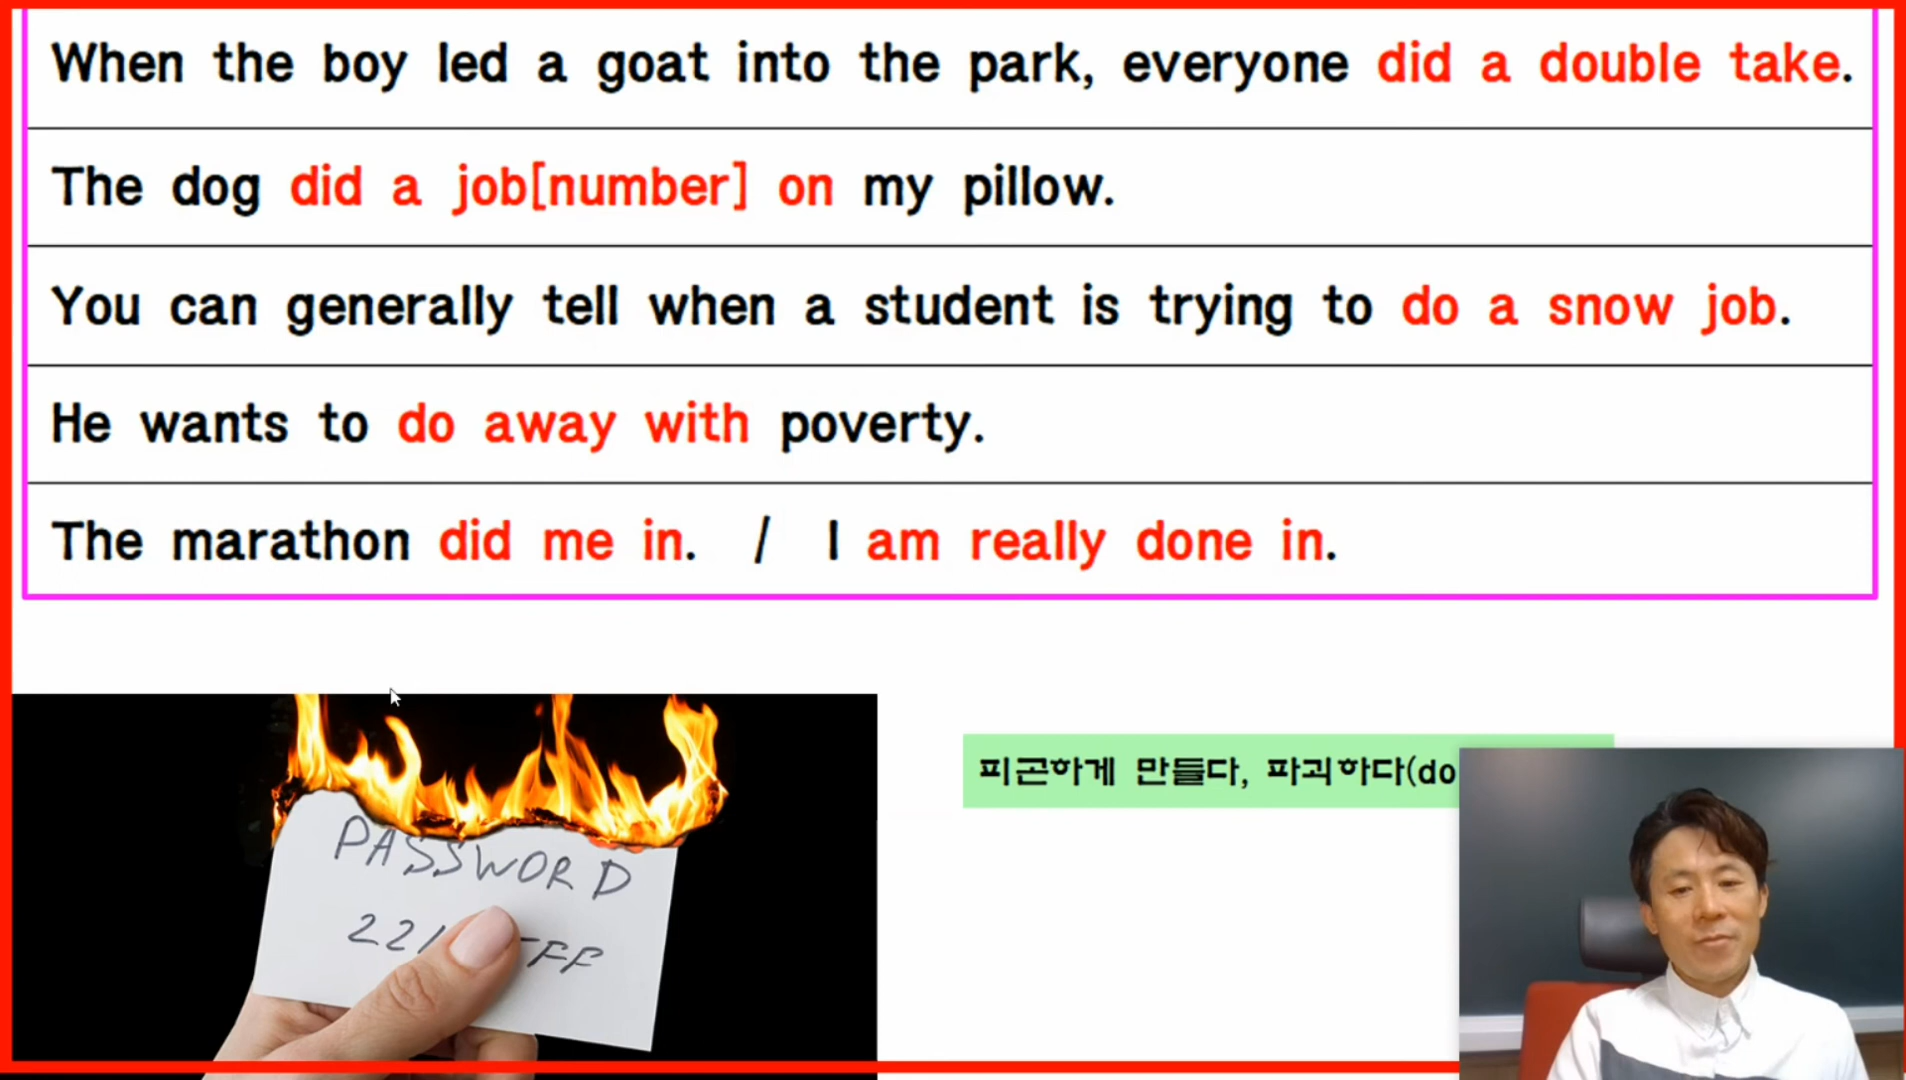 When the boy led a goat into the park, everyone did a double take.
The dog did a job[number] on my pillow.
You can generally tell when a student is trying to do a snow job.
He wants to do away with poverty.
The marathon did me in. / I am really done in.
피곤하게 만들다, 파괴하다(do
PASSWORD
221 FF